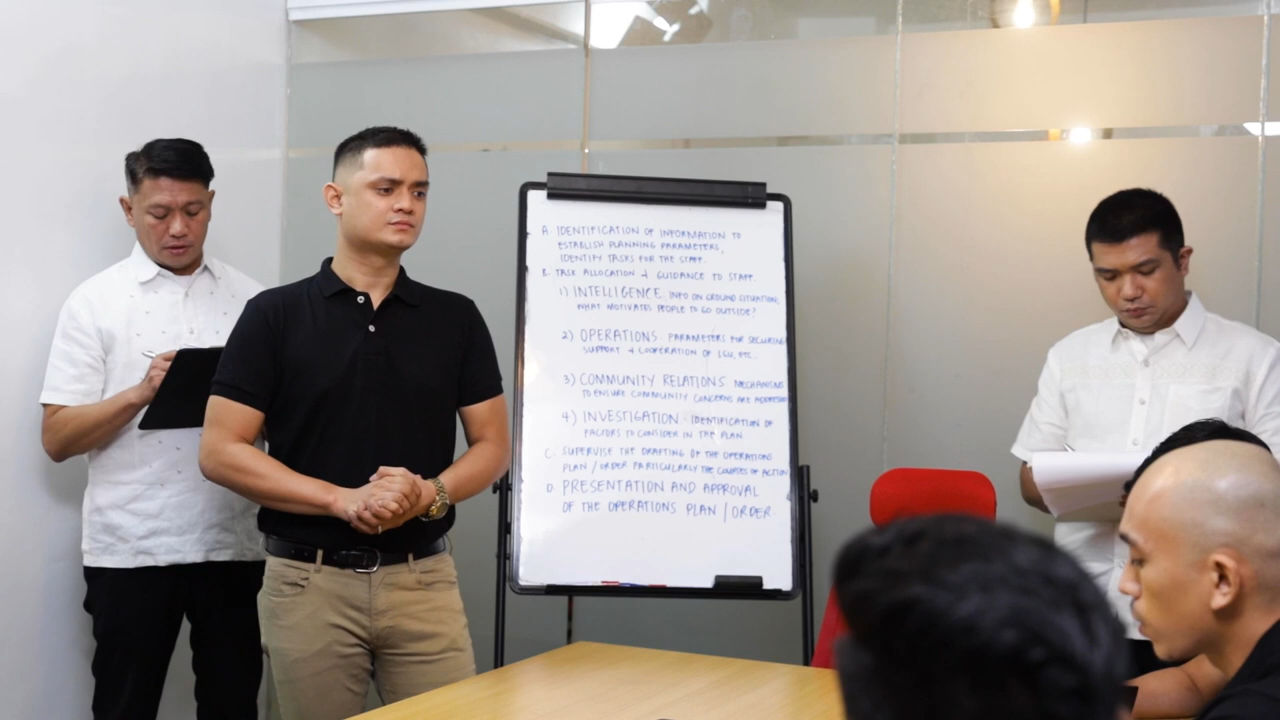 A. IDENTIFICATION OF INFORMATION TO
ESTABLISH PLANNING PARAMETERS,
IDENTIFY TASKS FOR THE STAFF.
B. TASK ALLOCATION & GUIDANCE TO STAFF.
1) INTELLIGENCE. INFO ON GROUND SITUATION,
WHAT MOTIVATES PEOPLE TO GO OUTSIDE?
2) OPERATIONS. PARAMETERS FOR SECURING
SUPPORT & COOPERATION OF LGU, ETC.
3) COMMUNITY RELATIONS MECHANISMS
TO ENSURE COMMUNITY CONCERNS ARE ADDRESSED
4) INVESTIGATION. IDENTIFICATION OF
FACTORS TO CONSIDER IN THE PLAN
C. SUPERVISE THE DRAFTING OF THE OPERATIONS
PLAN / ORDER PARTICULARLY THE COURSES OF ACTION
D. PRESENTATION AND APPROVAL
OF THE OPERATIONS PLAN / ORDER